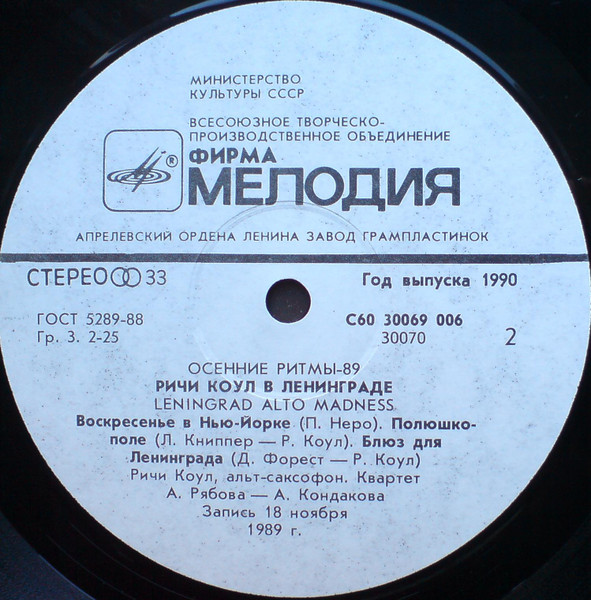 МИНИСТЕРСТВО
КУЛЬТУРЫ СССР
ВСЕСОЮЗНОЕ ТВОРЧЕСКО-
ПРОИЗВОДСТВЕННОЕ ОБЪЕДИНЕНИЕ
®
ФИРМА
МЕЛОДИЯ
АПРЕЛЕВСКИЙ ОРДЕНА ЛЕНИНА ЗАВОД ГРАМПЛАСТИНОК
СТЕРЕО 33
Год выпуска 1990
ГОСТ 5289-88
Гр. 3. 2-25
С60 30069 006
30070
2
ОСЕННИЕ РИТМЫ-89
РИЧИ КОУЛ В ЛЕНИНГРАДЕ
LENINGRAD ALTO MADNESS
Воскресенье в Нью-Йорке (П. Неро). Полюшко-
поле (Л. Книппер — Р. Коул). Блюз для
Ленинграда (Д. Форест — Р. Коул)
Ричи Коул, альт-саксофон. Квартет
А. Рябова — А. Кондакова
Запись 18 ноября
1989 г.